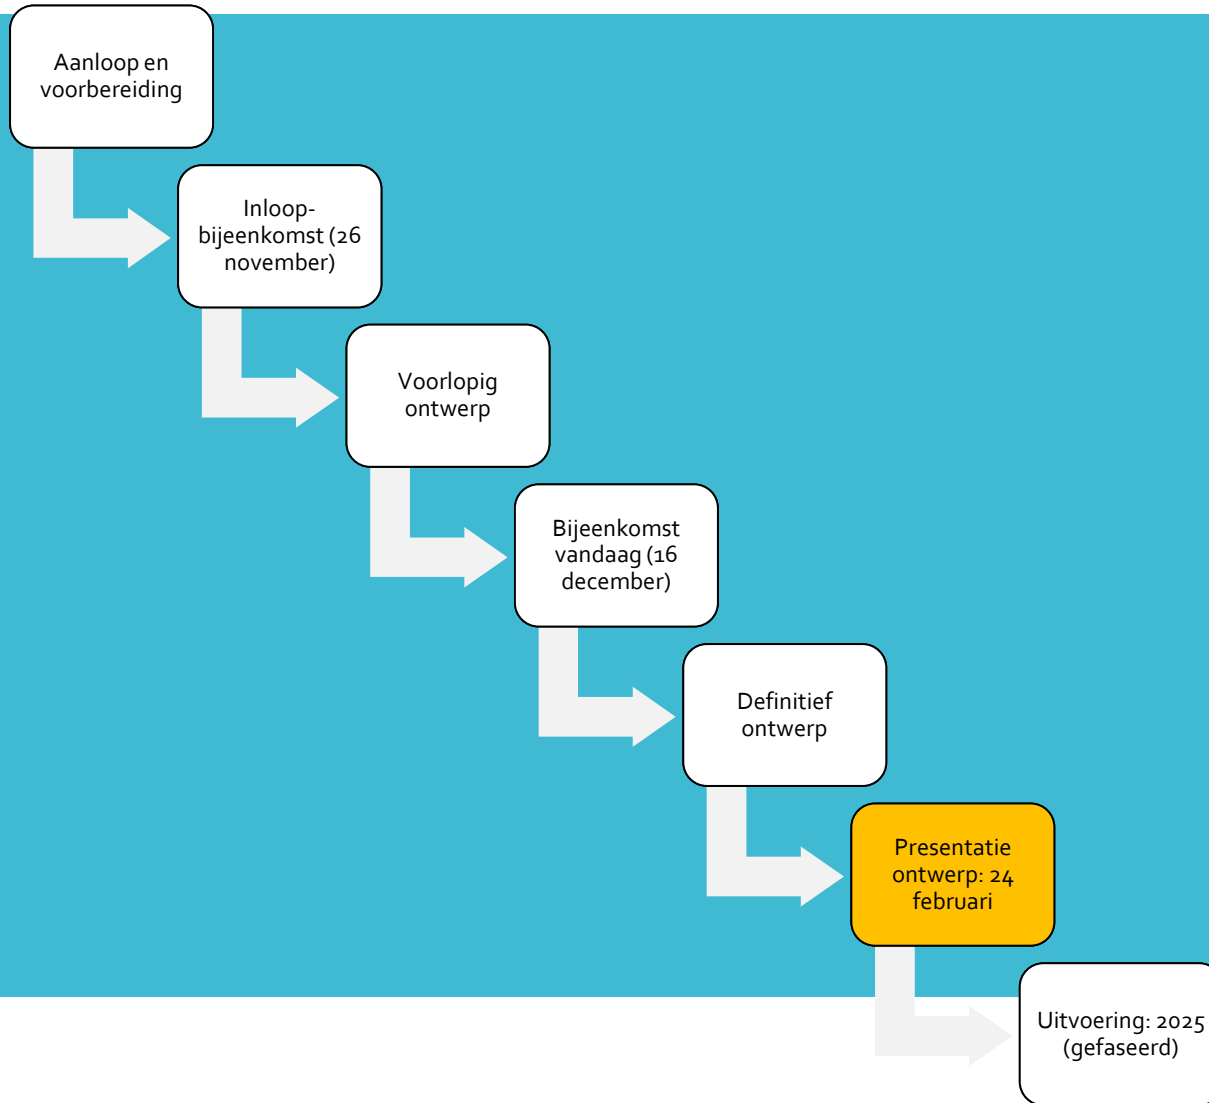 Aanloop en
voorbereiding
Inloop-
bijeenkomst (26
november)
Voorlopig
ontwerp
Bijeenkomst
vandaag (16
december)
Definitief
ontwerp
Presentatie
ontwerp: 24
februari
Uitvoering: 2025
(gefaseerd)